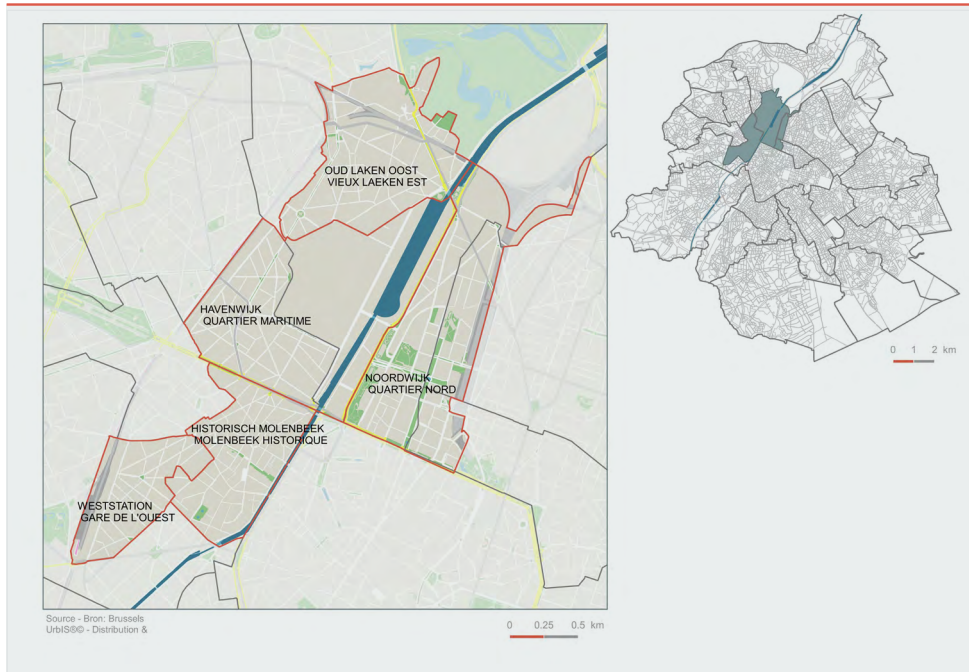 OUD LAKEN OOST
VIEUX LAEKEN EST
HAVENWIJK
QUARTIER MARITIME
NOORDWIJK
QUARTIER NORD
HISTORISCH MOLENBEEK
MOLENBEEK HISTORIQUE
WESTSTATION
GARE DE L'OUEST
0 1 2 km
Source - Bron: Brussels
UrbIS®© - Distribution &
0 0.25 0.5 km